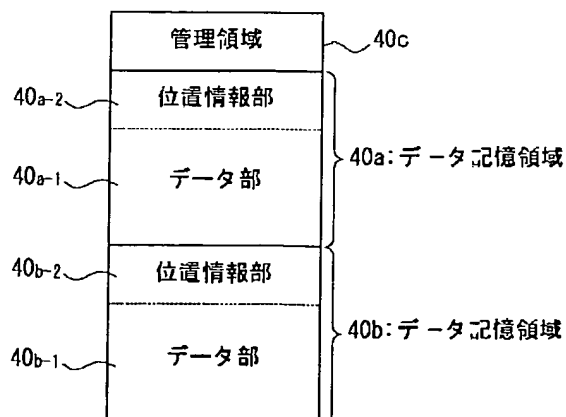 管理領域
40c
40a-2
位置情報部
40a-1
データ部
40a:データ記憶領域
40b-2
位置情報部
40b-1
データ部
40b:データ記憶領域